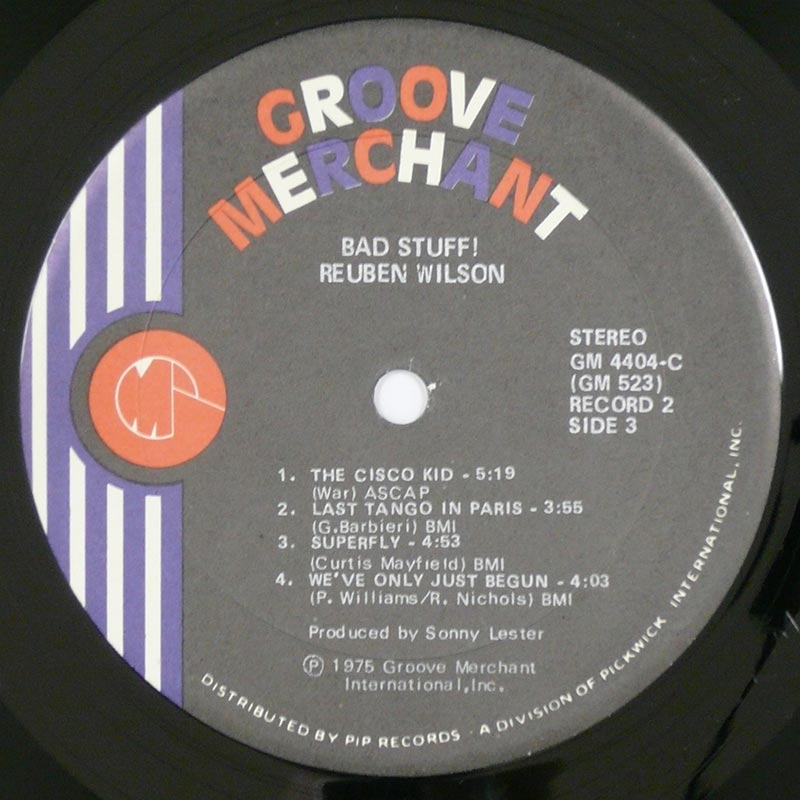 GROOVE
MERCHANT
BAD STUFF!
REUBEN WILSON
STEREO
GM 4404-C
(GM 523)
RECORD 2
SIDE 3
1. THE CISCO KID - 5:19
(War) ASCAP
2. LAST TANGO IN PARIS - 3:55
(G.Barbieri) BMI
3. SUPERFLY - 4:53
(Curtis Mayfield) BMI
4. WE'VE ONLY JUST BEGUN - 4:03
(P. Williams/R. Nichols) BMI
Produced by Sonny Lester
Ⓟ 1975 Groove Merchant
International, Inc.
DISTRIBUTED BY PIP RECORDS - A DIVISION OF PICKWICK INTERNATIONAL, INC.